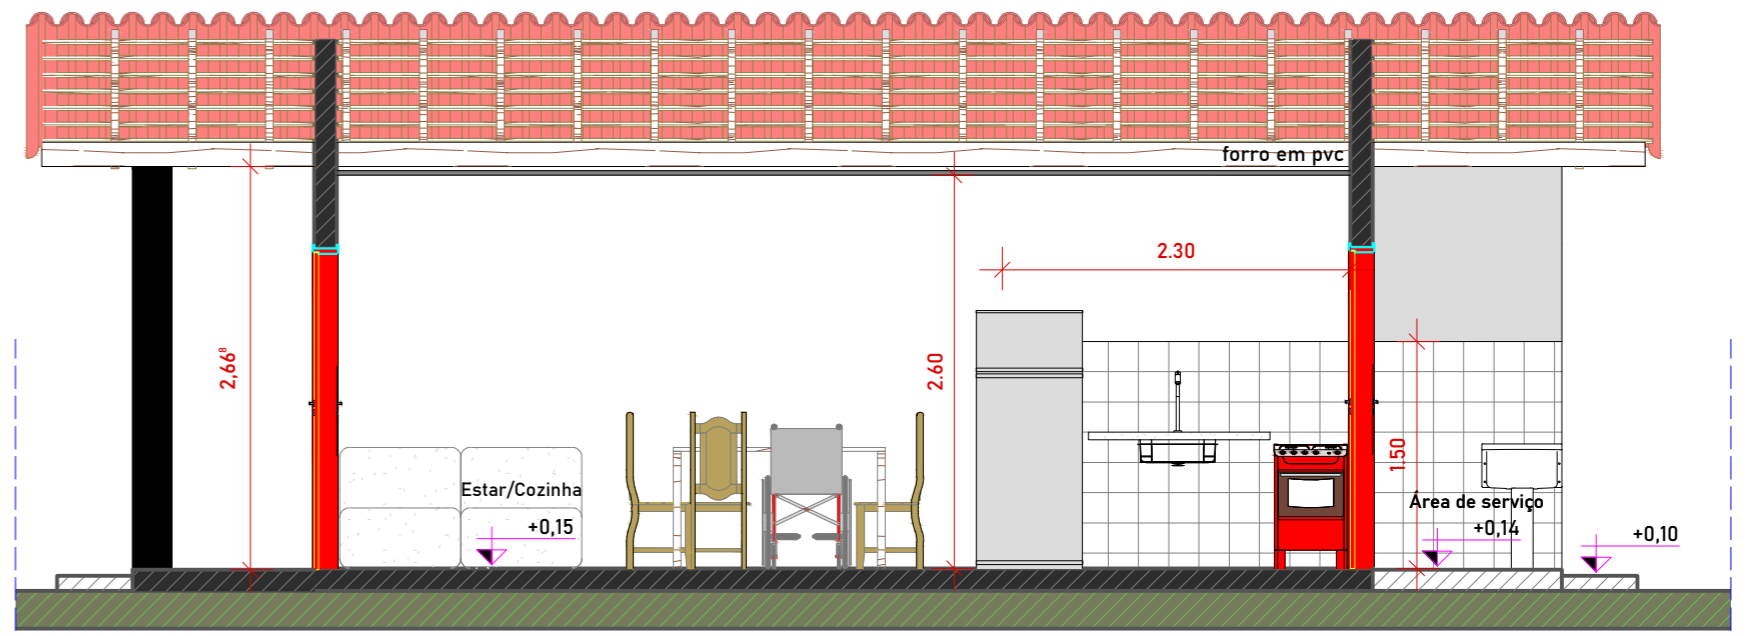 forro em pvc
2.30
2,66⁸
2.60
1.50
Estar/Cozinha
+0,15
Área de serviço
+0,14
+0,10